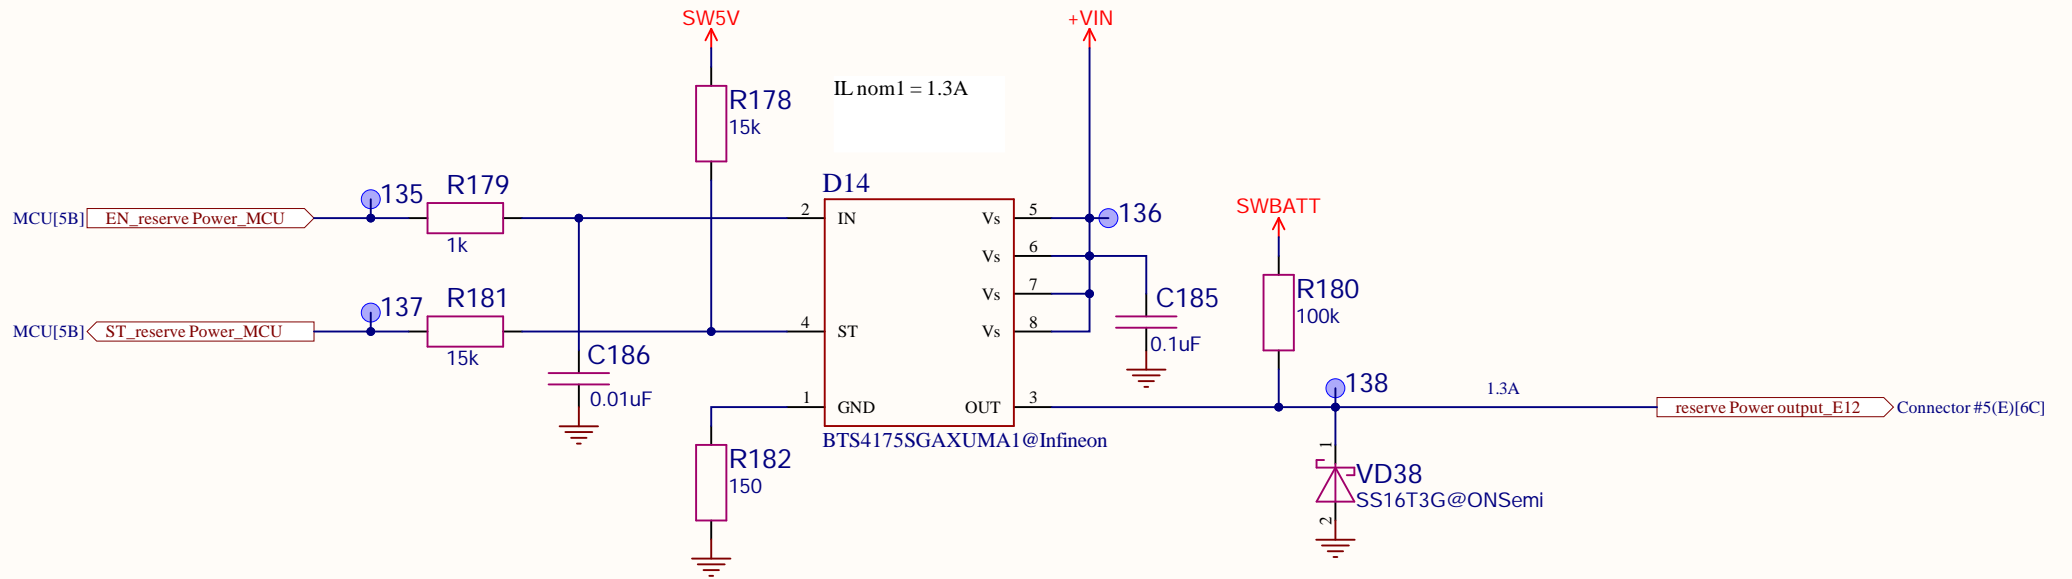 SW5V
+VIN
IL nom1 = 1.3A
R178
15k
D14
135
R179
MCU[5B]
EN_reserve Power_MCU
1k
2
IN
Vs
5
136
SWBATT
6
Vs
137
R181
7
Vs
C185
R180
100k
MCU[5B]
ST_reserve Power_MCU
15k
4
ST
Vs
8
0.1uF
C186
0.01uF
138
1.3A
1
GND
OUT
3
reserve Power output_E12
Connector #5(E)[6C]
BTS4175SGAXUMA1@Infineon
R182
150
1
VD38
SS16T3G@ONSemi
2